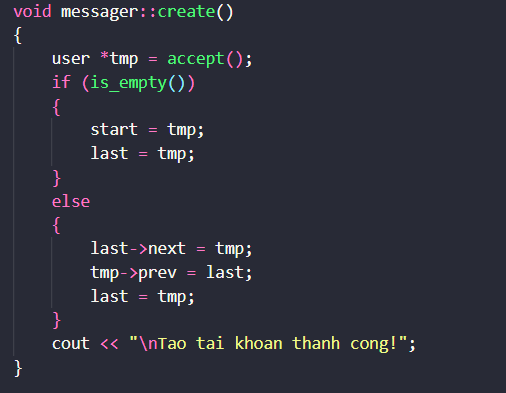 void messager::create()
{
    user *tmp = accept();
    if (is_empty())
    {
        start = tmp;
        last = tmp;
    }
    else
    {
        last->next = tmp;
        tmp->prev = last;
        last = tmp;
    }
    cout << "\nTao tai khoan thanh cong!";
}